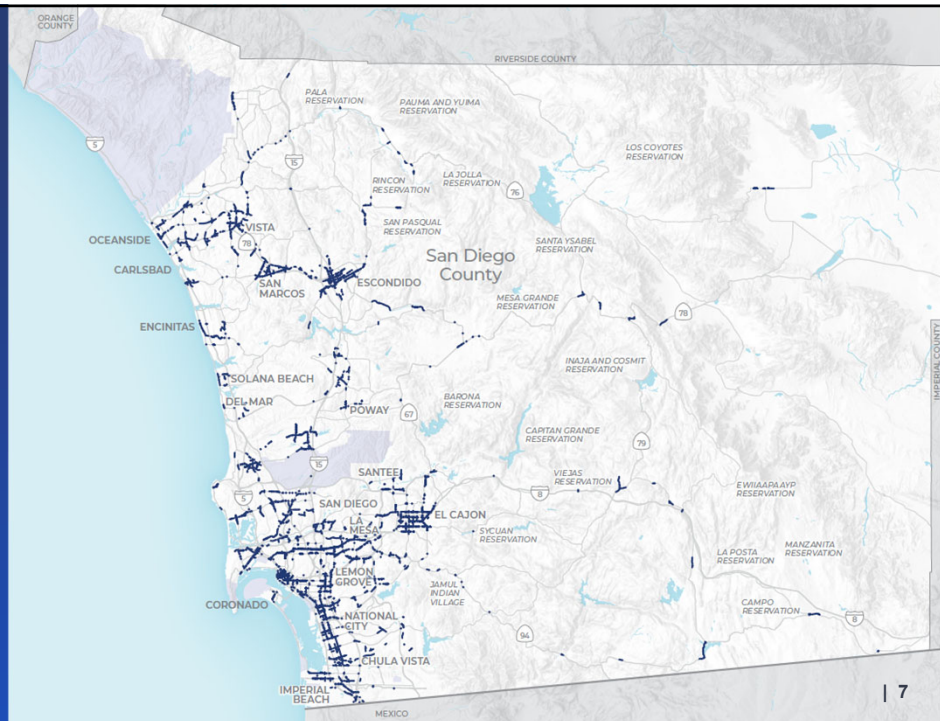 ORANGE
COUNTY
RIVERSIDE COUNTY
PALA
RESERVATION
PAUMA AND YUIMA
RESERVATION
5
15
LOS COYOTES
RESERVATION
LA JOLLA
RESERVATION
76
RINCON
RESERVATION
SAN PASQUAL
RESERVATION
VISTA
OCEANSIDE
78
SANTA YSABEL
RESERVATION
San Diego
County
CARLSBAD
SAN
MARCOS
ESCONDIDO
MESA GRANDE
RESERVATION
78
ENCINITAS
IMPERIAL COUNTY
INAJA AND COSMIT
RESERVATION
SOLANA BEACH
DEL MAR
POWAY
67
BARONA
RESERVATION
CAPITAN GRANDE
RESERVATION
79
15
SANTEE
VIEJAS
RESERVATION
8
EWIIAAPAAYP
RESERVATION
5
SAN DIEGO
EL CAJON
LA
MESA
SYCUAN
RESERVATION
LA POSTA
RESERVATION
MANZANITA
RESERVATION
LEMON
GROVE
JAMUL
INDIAN
VILLAGE
CORONADO
CAMPO
RESERVATION
8
NATIONAL
CITY
94
CHULA VISTA
IMPERIAL
BEACH
MEXICO
| 7